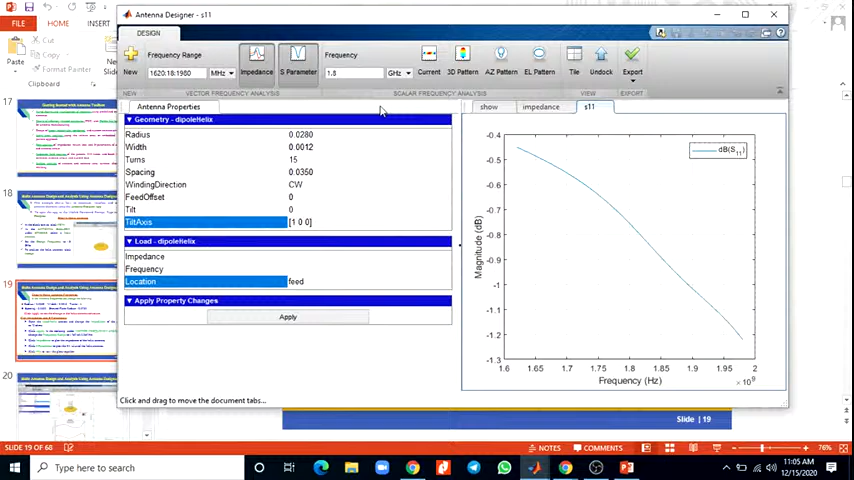 Antenna Designer - s11
FILE
HOME
INSERT
DESIGN
Cut
Copy
Format Painter
Paste
Clipboard
New
Frequency Range
1620:18:1980
MHz
Impedance
S Parameter
Frequency
1.8
GHz
Current
3D Pattern
AZ Pattern
EL Pattern
Tile
Undock
Export
NEW
VECTOR FREQUENCY ANALYSIS
SCALAR FREQUENCY ANALYSIS
VIEW
EXPORT
Antenna Properties
show
impedance
s11
Geometry - dipoleHelix
Radius 0.0280
Width 0.0012
Turns 15
Spacing 0.0350
WindingDirection CW
FeedOffset 0
Tilt 0
TiltAxis [1 0 0]
Load - dipoleHelix
Impedance
Frequency
Location feed
Apply Property Changes
Apply
Click and drag to move the document tabs...
dB(S11)
Magnitude (dB)
-0.4
-0.5
-0.6
-0.7
-0.8
-0.9
-1
-1.1
-1.2
-1.3
1.6 1.65 1.7 1.75 1.8 1.85 1.9 1.95 2
×10⁹
Frequency (Hz)
17
18
19
20
Slide | 19
SLIDE 19 OF 68
NOTES
COMMENTS
76%
Type here to search
11:05 AM
12/15/2020